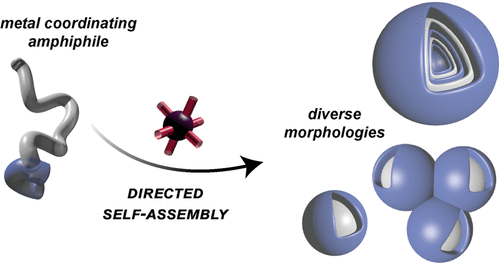 metal coordinating
amphiphile
DIRECTED
SELF-ASSEMBLY
diverse
morphologies